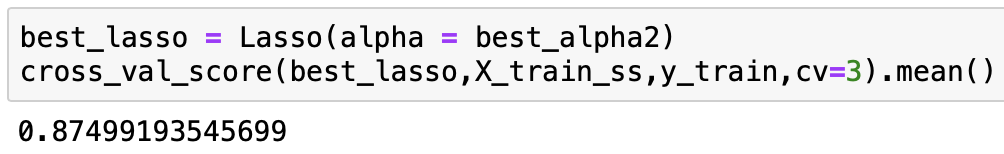 best_lasso = Lasso(alpha = best_alpha2)
cross_val_score(best_lasso,X_train_ss,y_train,cv=3).mean()
0.87499193545699